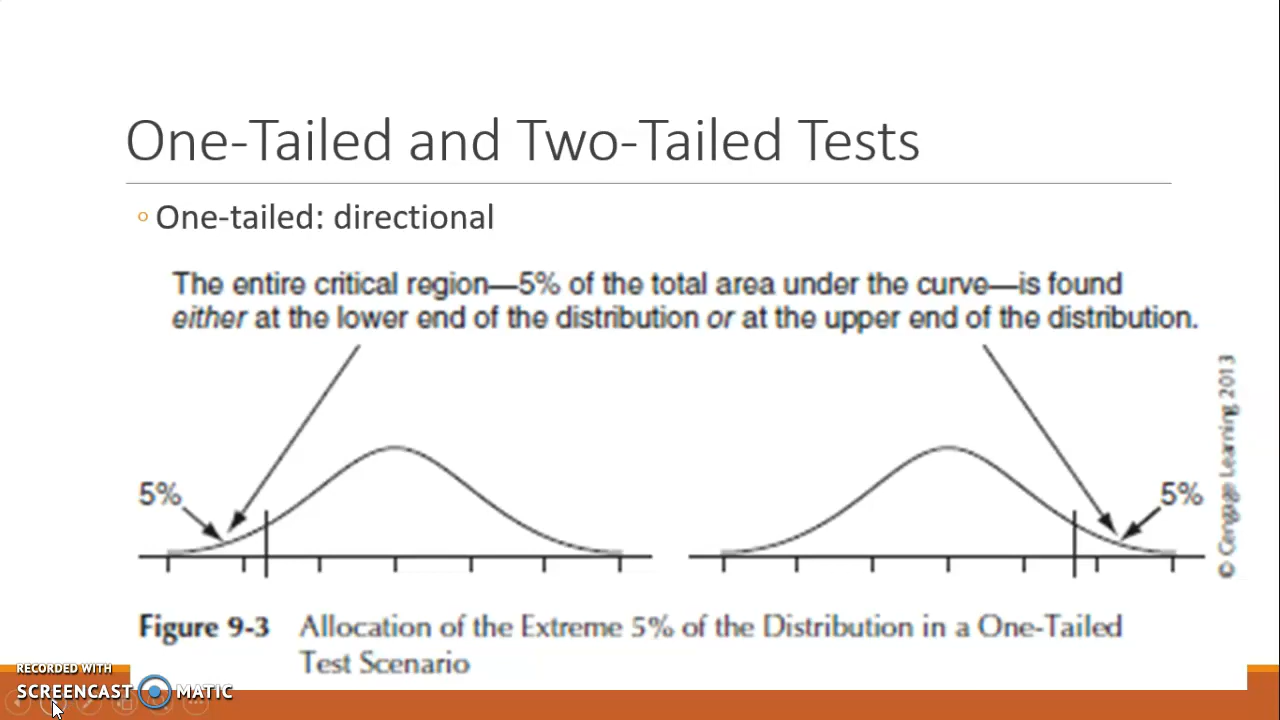 One-Tailed and Two-Tailed Tests
One-tailed: directional
The entire critical region—5% of the total area under the curve—is found
either at the lower end of the distribution or at the upper end of the distribution.
5%
5%
© Cengage Learning 2013
Figure 9-3 Allocation of the Extreme 5% of the Distribution in a One-Tailed
Test Scenario
RECORDED WITH
SCREENCAST MATIC